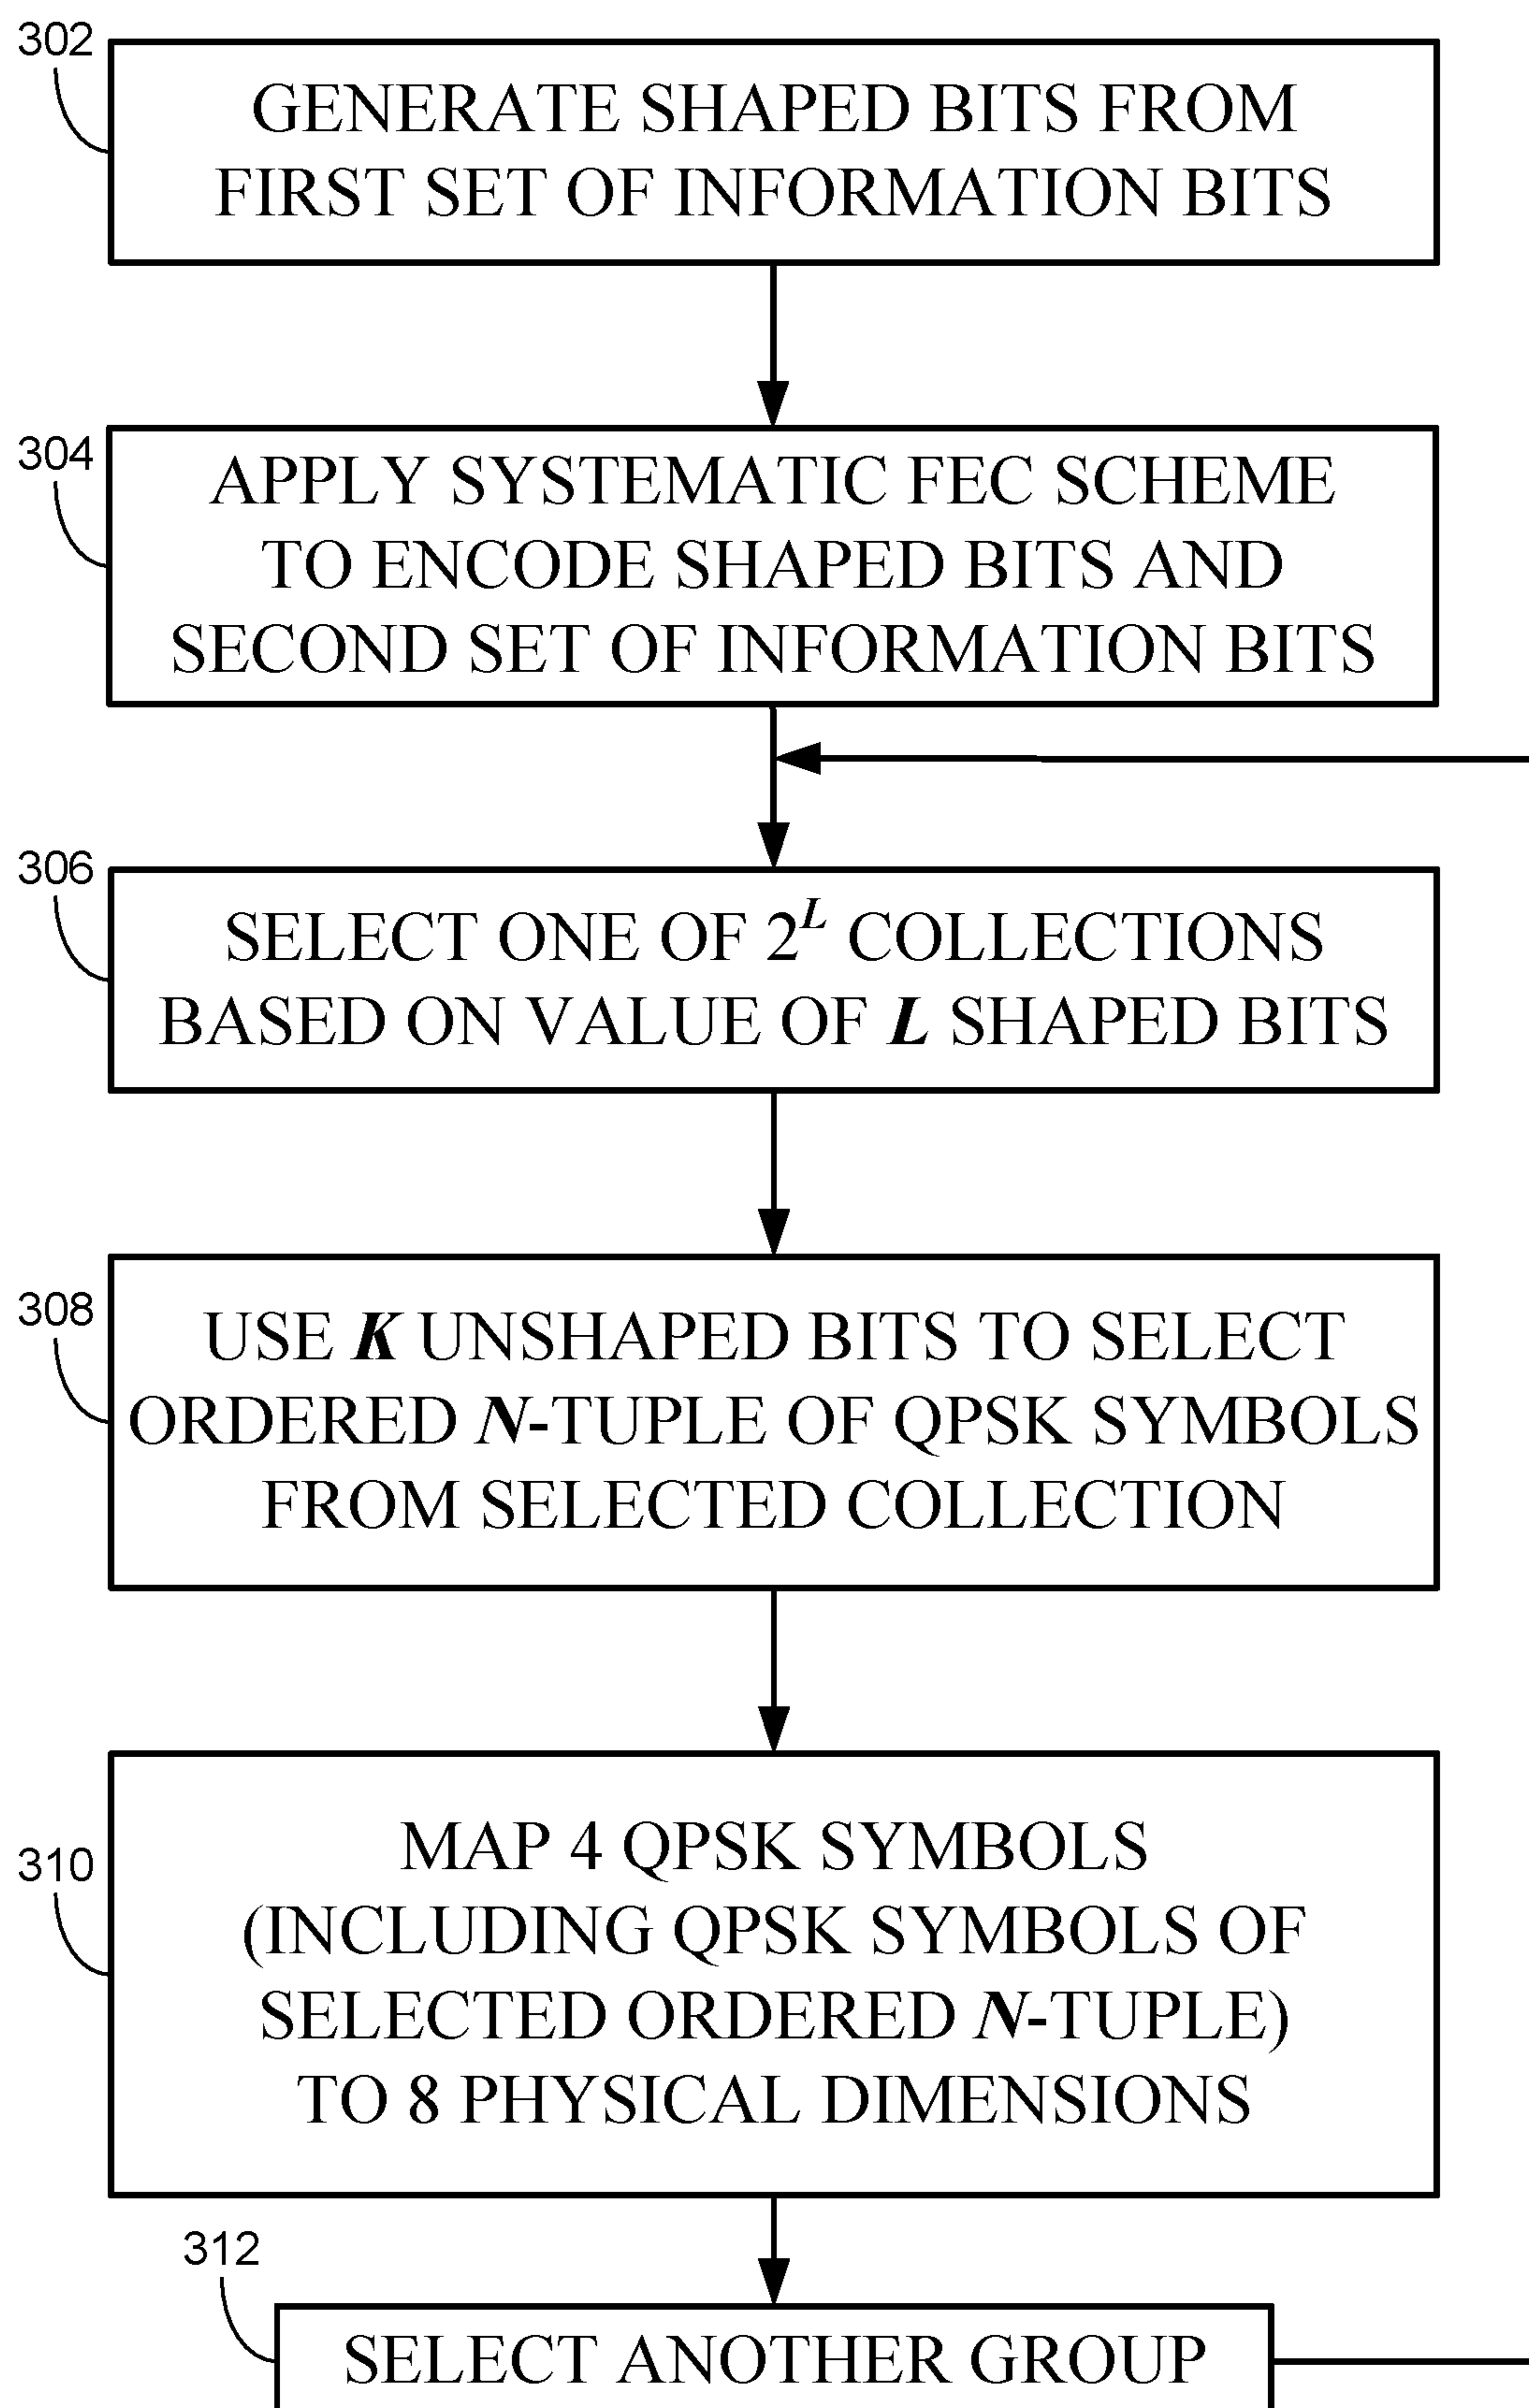 302
GENERATE SHAPED BITS FROM
FIRST SET OF INFORMATION BITS
304
APPLY SYSTEMATIC FEC SCHEME
TO ENCODE SHAPED BITS AND
SECOND SET OF INFORMATION BITS
306
SELECT ONE OF 2^L COLLECTIONS
BASED ON VALUE OF L SHAPED BITS
308
USE K UNSHAPED BITS TO SELECT
ORDERED N-TUPLE OF QPSK SYMBOLS
FROM SELECTED COLLECTION
310
MAP 4 QPSK SYMBOLS
(INCLUDING QPSK SYMBOLS OF
SELECTED ORDERED N-TUPLE)
TO 8 PHYSICAL DIMENSIONS
312
SELECT ANOTHER GROUP